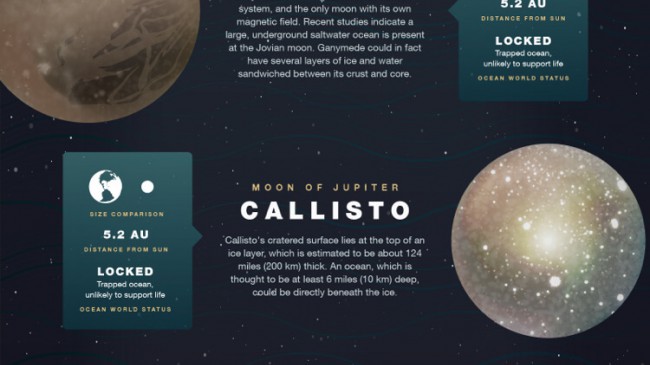 system, and the only moon with its own
magnetic field. Recent studies indicate a
large, underground saltwater ocean is present
at the Jovian moon. Ganymede could in fact
have several layers of ice and water
sandwiched between its crust and core.
5.2 AU
DISTANCE FROM SUN
LOCKED
Trapped ocean,
unlikely to support life
OCEAN WORLD STATUS
SIZE COMPARISON
5.2 AU
DISTANCE FROM SUN
LOCKED
Trapped ocean,
unlikely to support life
OCEAN WORLD STATUS
MOON OF JUPITER
CALLISTO
Callisto's cratered surface lies at the top of an
ice layer, which is estimated to be about 124
miles (200 km) thick. An ocean, which is
thought to be at least 6 miles (10 km) deep,
could be directly beneath the ice.